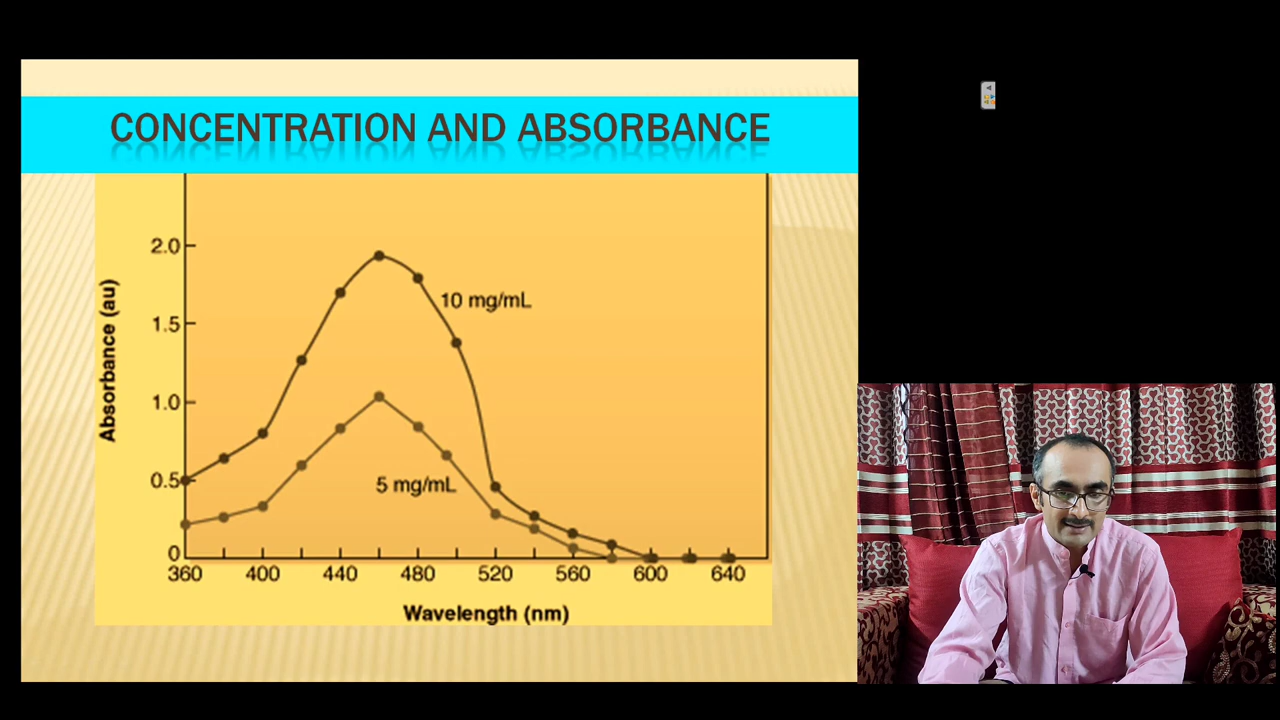 CONCENTRATION AND ABSORBANCE
2.0
1.5
1.0
0.5
0
Absorbance (au)
10 mg/mL
5 mg/mL
360 400 440 480 520 560 600 640
Wavelength (nm)